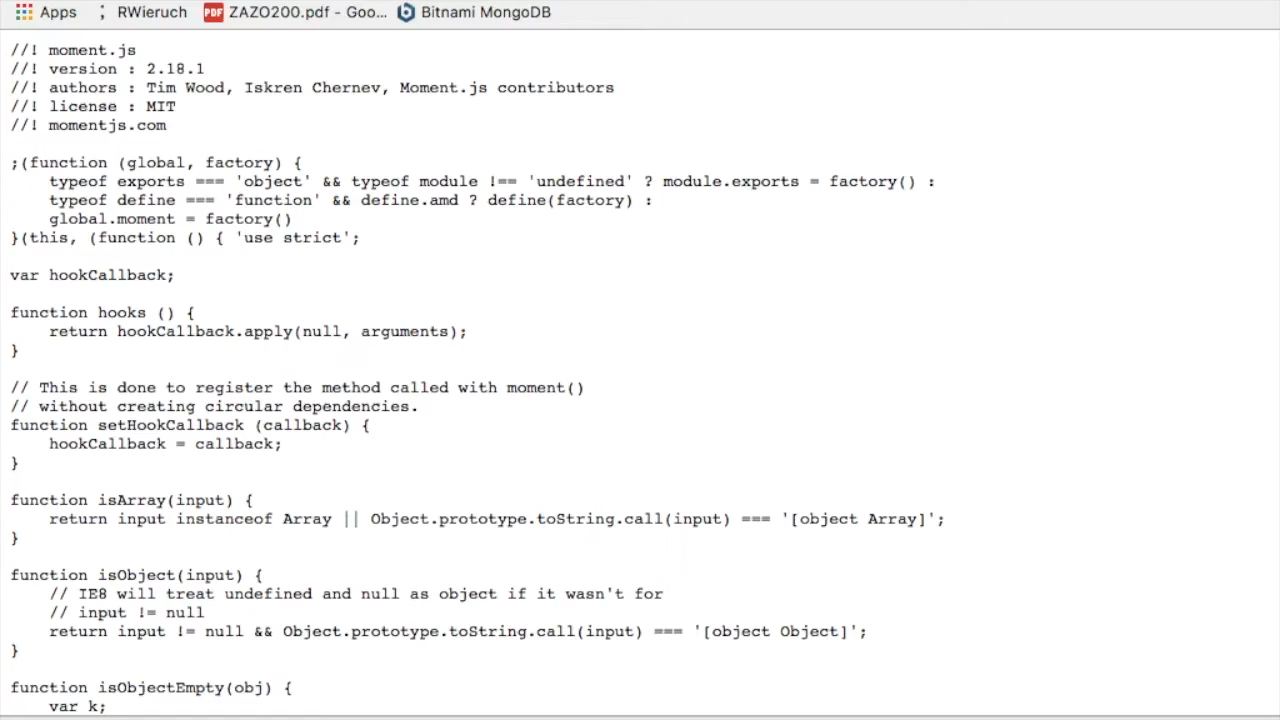 Apps ; RWieruch PDF ZAZO200.pdf - Goo... Bitnami MongoDB
//! moment.js
//! version : 2.18.1
//! authors : Tim Wood, Iskren Chernev, Moment.js contributors
//! license : MIT
//! momentjs.com
;(function (global, factory) {
    typeof exports === 'object' && typeof module !== 'undefined' ? module.exports = factory() :
    typeof define === 'function' && define.amd ? define(factory) :
    global.moment = factory()
}(this, (function () { 'use strict';
var hookCallback;
function hooks () {
    return hookCallback.apply(null, arguments);
}
// This is done to register the method called with moment()
// without creating circular dependencies.
function setHookCallback (callback) {
    hookCallback = callback;
}
function isArray(input) {
    return input instanceof Array || Object.prototype.toString.call(input) === '[object Array]';
}
function isObject(input) {
    // IE8 will treat undefined and null as object if it wasn't for
    // input != null
    return input != null && Object.prototype.toString.call(input) === '[object Object]';
}
function isObjectEmpty(obj) {
    var k;